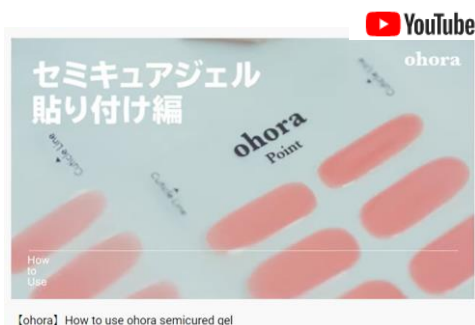 YouTube
ohora
セミキュアジェル
貼り付け編
ohora
Point
Cuticle Line
Cuticle Line
Cuticle Line
How
to
Use
【ohora】How to use ohora semicured gel